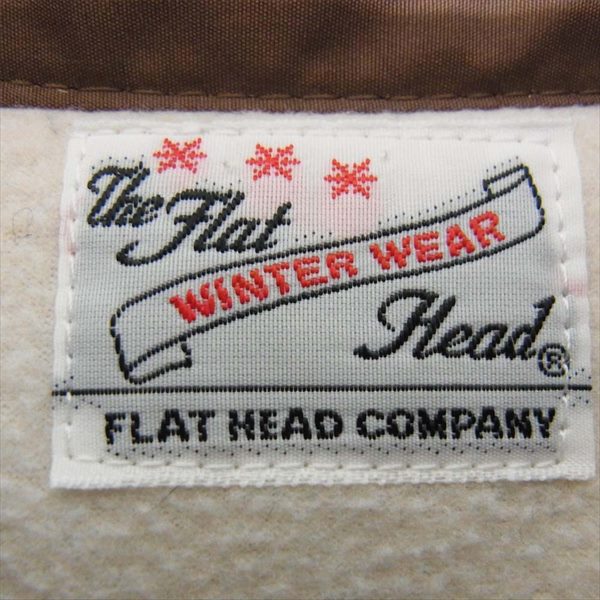 The Flat
WINTER WEAR
Head®
FLAT HEAD COMPANY